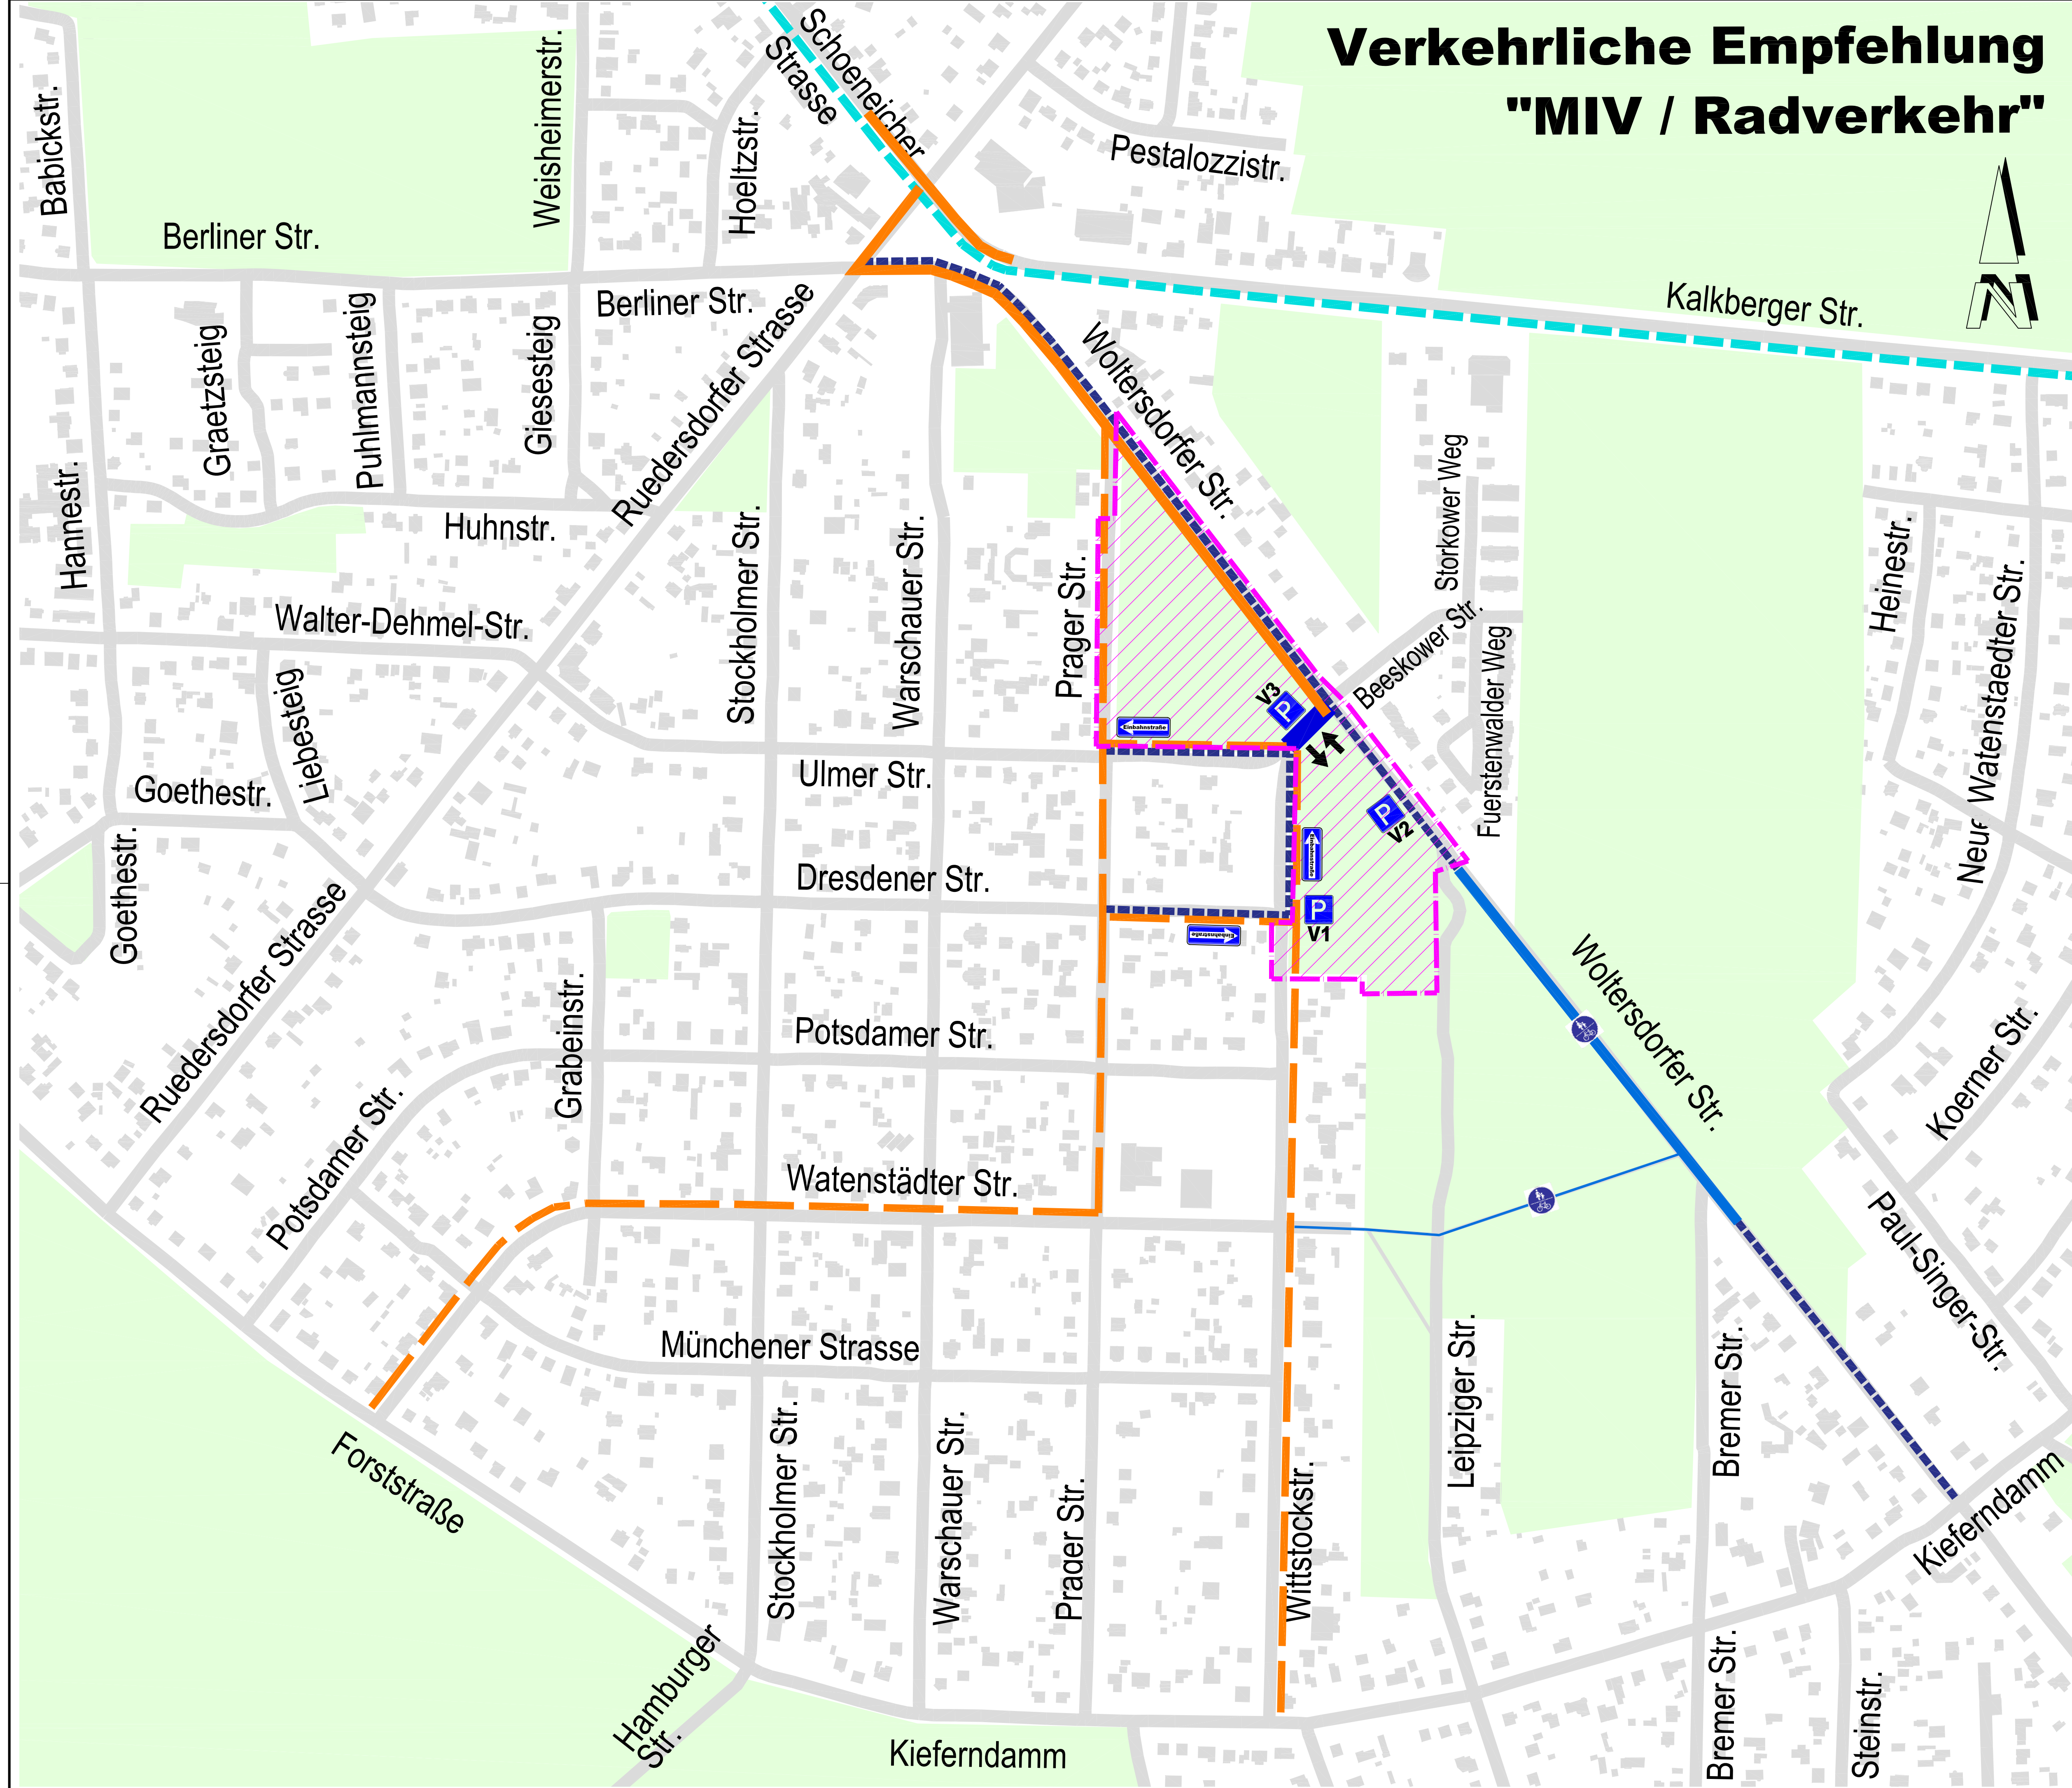 Verkehrliche Empfehlung
"MIV / Radverkehr"
N
Schoeneicher
Strasse
Babickstr.
Weisheimerstr.
Hoeltzstr.
Pestalozzistr.
Berliner Str.
Berliner Str.
Kalkberger Str.
Graetzsteig
Puhlmannsteig
Giesesteig
Ruedersdorfer Strasse
Woltersdorfer Str.
Hannestr.
Huhnstr.
Stockholmer Str.
Warschauer Str.
Prager Str.
Storkower Weg
Heinestr.
Neue Watenstaedter Str.
Walter-Dehmel-Str.
Beeskower Str.
Fuerstenwalder Weg
Liebesteig
V3
P
Einbahnstraße
Ulmer Str.
Goethestr.
P
V2
Einbahnstraße
Goethestr.
Dresdener Str.
P
V1
Einbahnstraße
Ruedersdorfer Strasse
Grabeinstr.
Potsdamer Str.
Woltersdorfer Str.
Koerner Str.
Potsdamer Str.
Watenstädter Str.
Paul-Singer-Str.
Münchener Strasse
Leipziger Str.
Bremer Str.
Forststraße
Stockholmer Str.
Warschauer Str.
Prager Str.
Wittstockstr.
Kieferndamm
Hamburger
Str.
Kieferndamm
Bremer Str.
Steinstr.